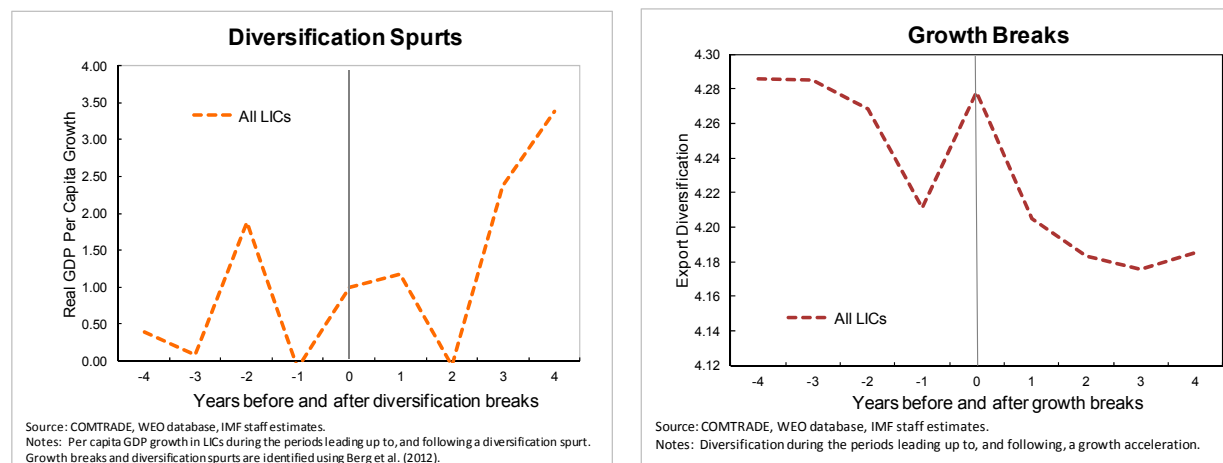 Diversification Spurts
4.00
3.50
3.00
2.50
2.00
1.50
1.00
0.50
0.00
Real GDP Per Capita Growth
All LICs
-4 -3 -2 -1 0 1 2 3 4
Years before and after diversification breaks
Source: COMTRADE, WEO database, IMF staff estimates.
Notes: Per capita GDP growth in LICs during the periods leading up to, and following a diversification spurt.
Growth breaks and diversification spurts are identified using Berg et al. (2012).
Growth Breaks
4.30
4.28
4.26
4.24
4.22
4.20
4.18
4.16
4.14
4.12
Export Diversification
All LICs
-4 -3 -2 -1 0 1 2 3 4
Years before and after growth breaks
Source: COMTRADE, WEO database, IMF staff estimates.
Notes: Diversification during the periods leading up to, and following, a growth acceleration.